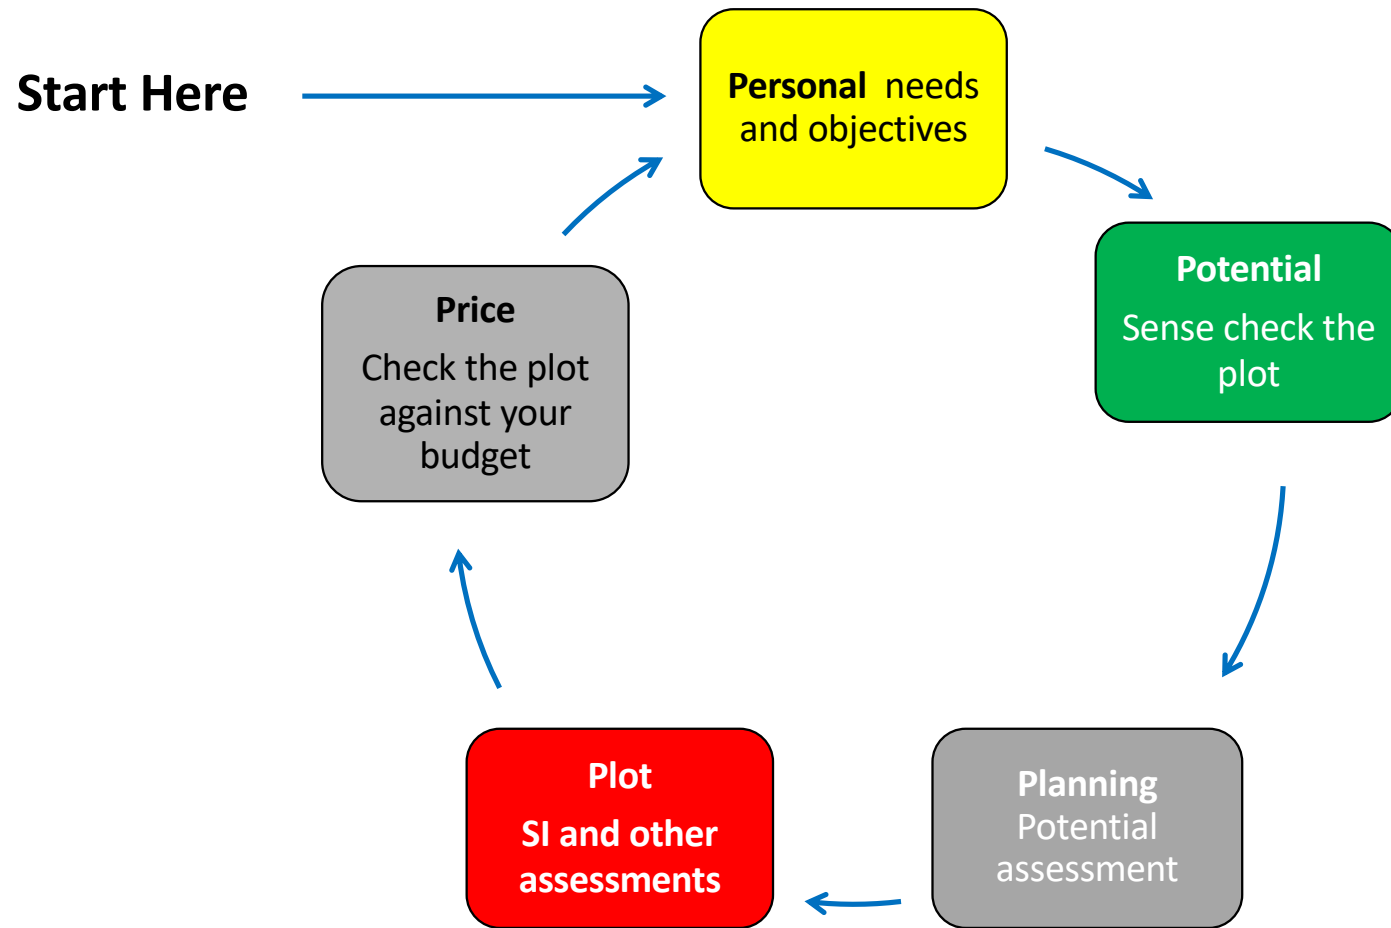 Start Here
Personal needs
and objectives
Potential
Sense check the
plot
Planning
Potential
assessment
Plot
SI and other
assessments
Price
Check the plot
against your
budget